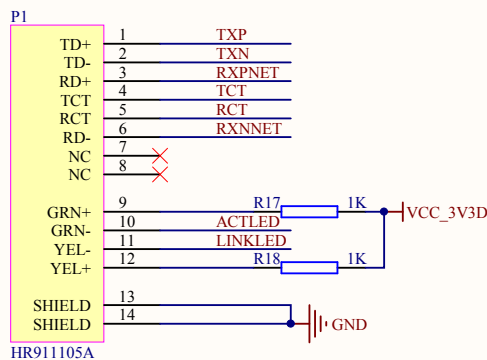 P1
TD+ 1 TXP
TD- 2 TXN
RD+ 3 RXPNET
TCT 4 TCT
RCT 5 RCT
RD- 6 RXNNET
NC 7
NC 8
GRN+ 9 R17 1K
VCC_3V3D
GRN- 10 ACTLED
YEL- 11 LINKLED
YEL+ 12 R18 1K
SHIELD 13
SHIELD 14
GND
HR911105A